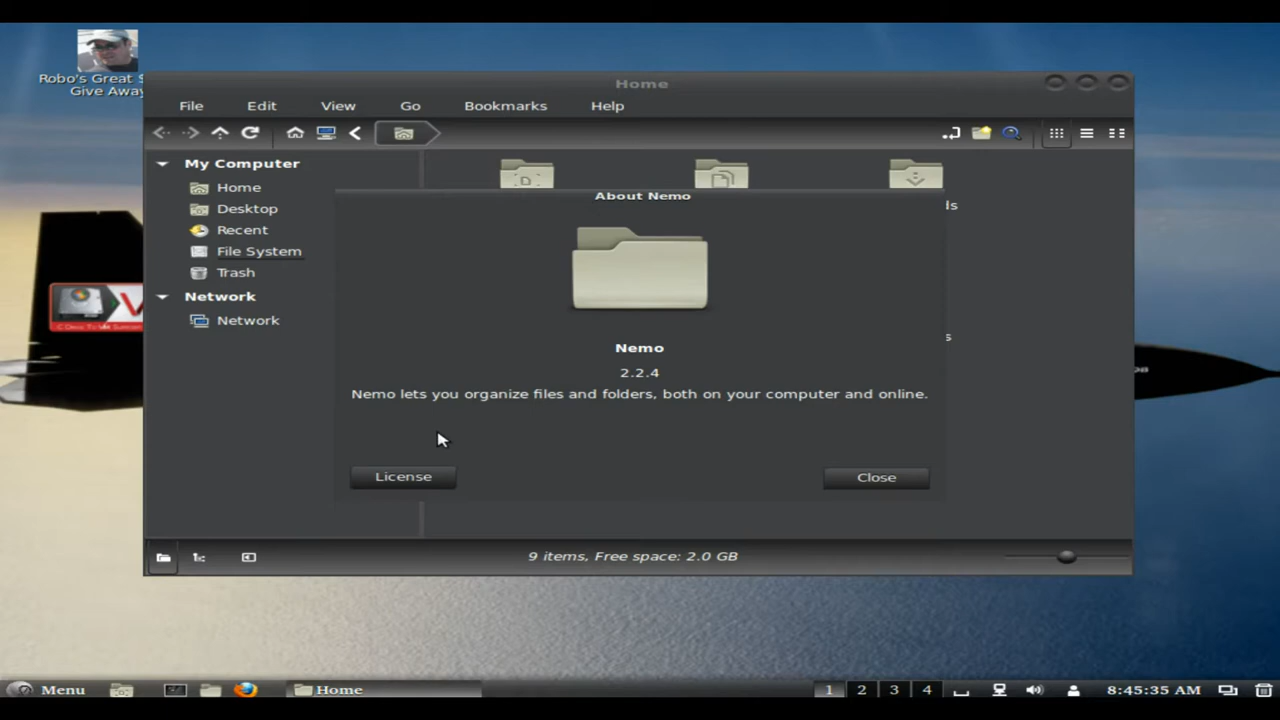 Robo's Great
Give Away
Home
File Edit View Go Bookmarks Help
My Computer
Home
Desktop
Recent
File System
Trash
Network
Network
ds
s
About Nemo
Nemo
2.2.4
Nemo lets you organize files and folders, both on your computer and online.
License Close
9 items, Free space: 2.0 GB
Menu Home 1 2 3 4 8:45:35 AM